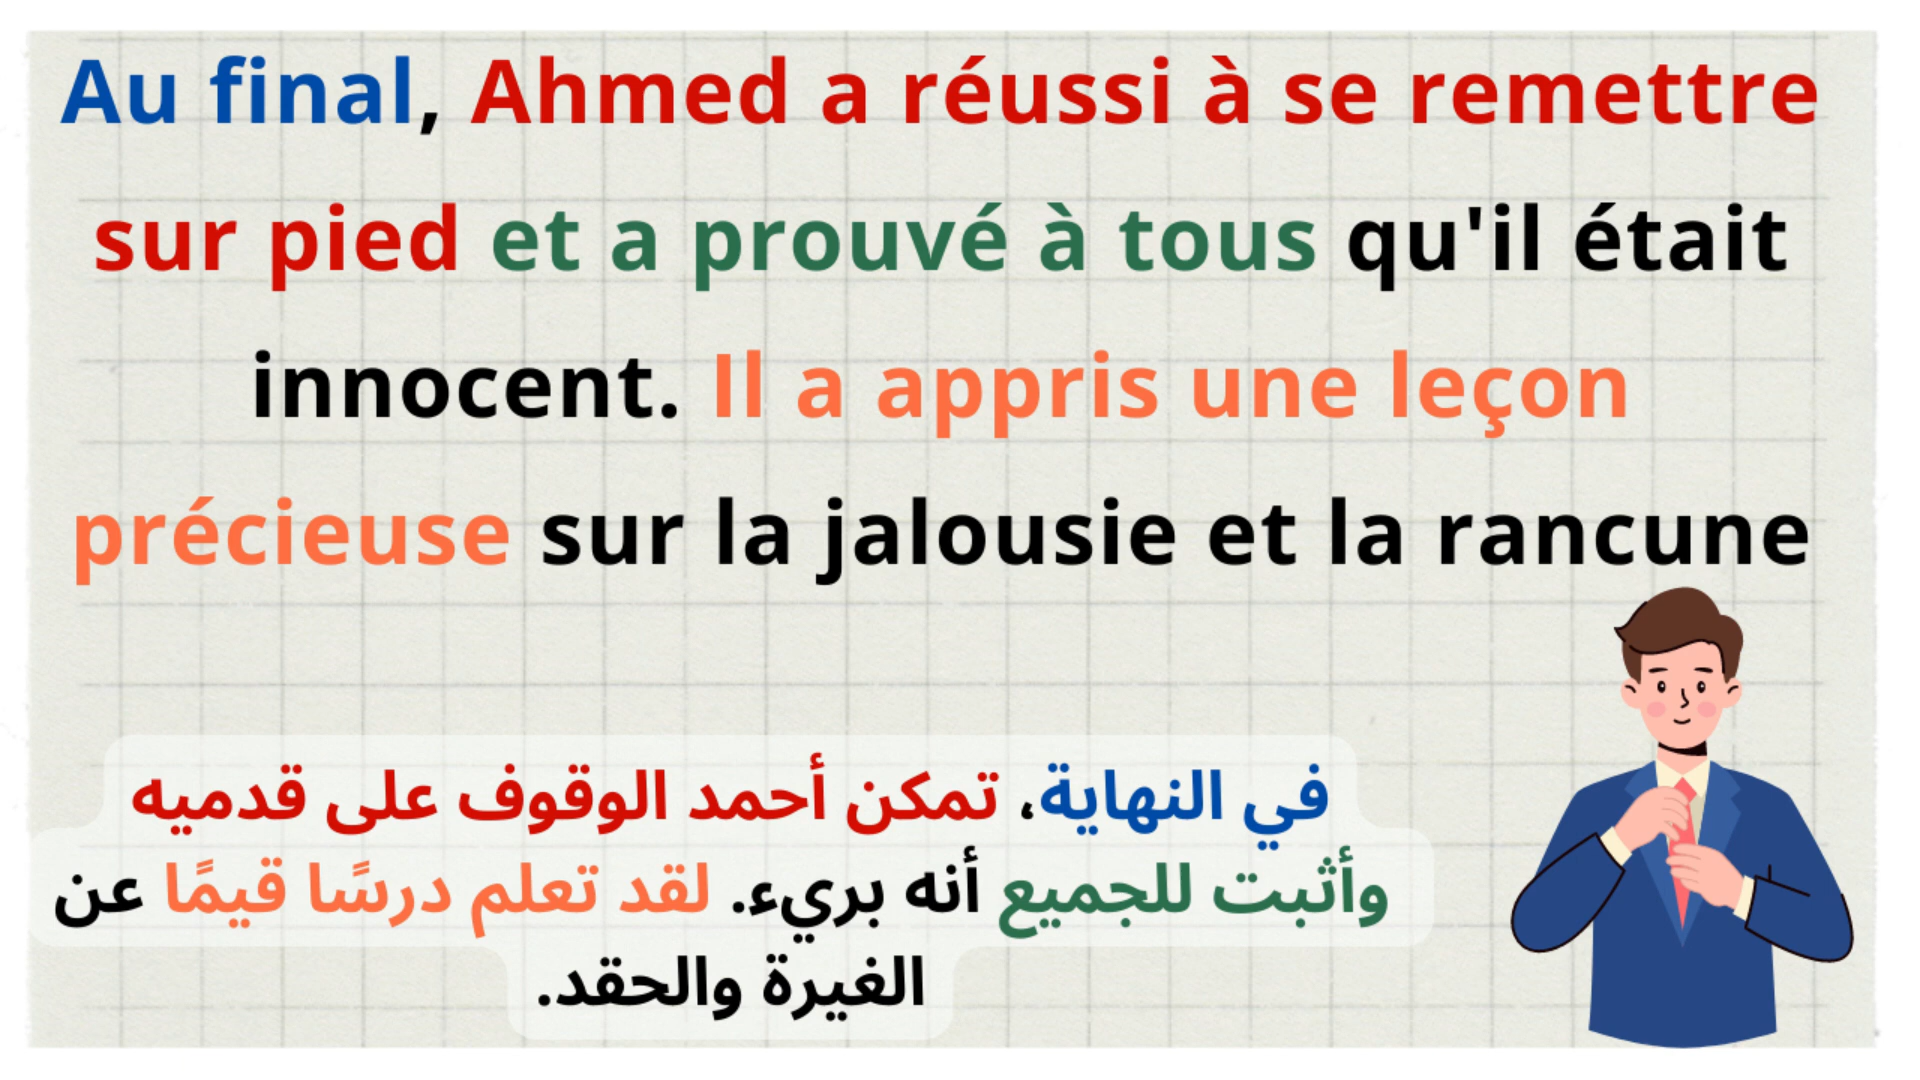 Au final, Ahmed a réussi à se remettre
sur pied et a prouvé à tous qu'il était
innocent. Il a appris une leçon
précieuse sur la jalousie et la rancune
في النهاية، تمكن أحمد الوقوف على قدميه
وأثبت للجميع أنه بريء. لقد تعلم درسًا قيمًا عن
الغيرة والحقد.